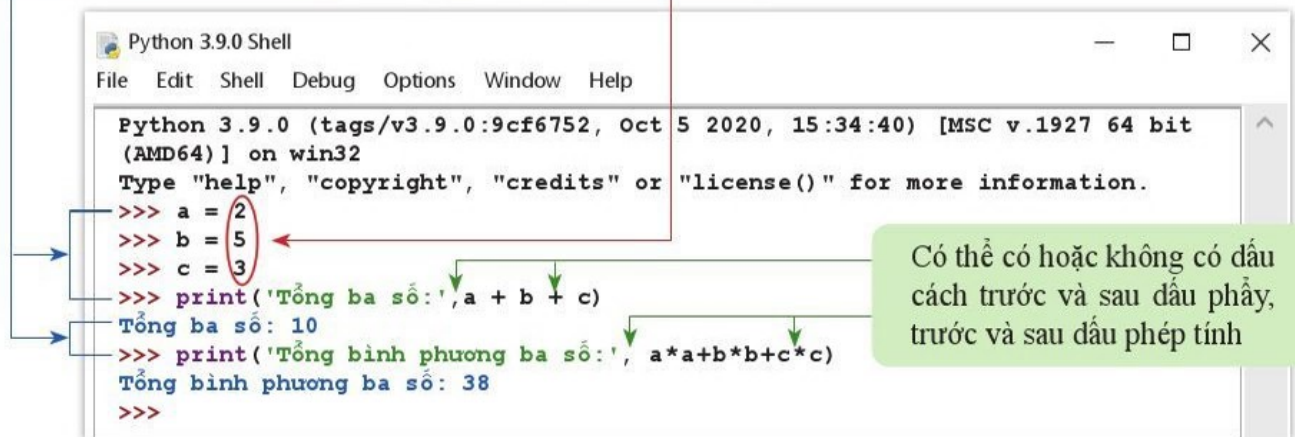 Python 3.9.0 Shell
File Edit Shell Debug Options Window Help
Python 3.9.0 (tags/v3.9.0:9cf6752, Oct 5 2020, 15:34:40) [MSC v.1927 64 bit
(AMD64)] on win32
Type "help", "copyright", "credits" or "license()" for more information.
>>> a = 2
>>> b = 5
>>> c = 3
>>> print('Tổng ba số:',a + b + c)
Tổng ba số: 10
>>> print('Tổng bình phương ba số:', a*a+b*b+c*c)
Tổng bình phương ba số: 38
>>>
Có thể có hoặc không có dấu
cách trước và sau dấu phẩy,
trước và sau dấu phép tính